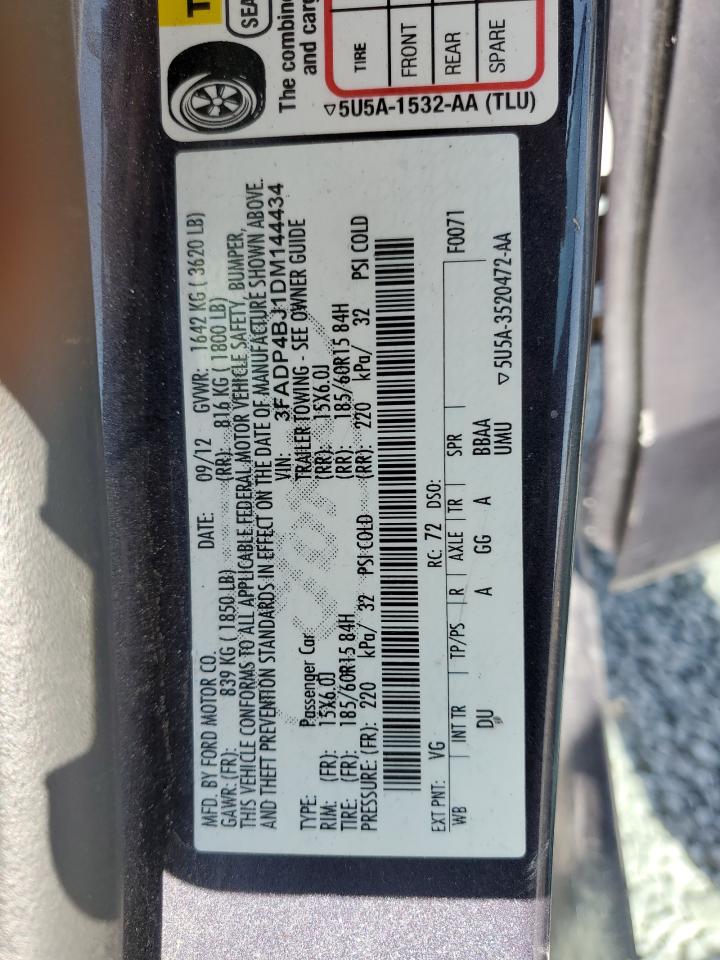 T
SEA
The combine
and carg
TIRE
FRONT
REAR
SPARE
▽5U5A-1532-AA (TLU)
MFD. BY FORD MOTOR CO. DATE: 09/12 GVWR: 1642 KG ( 3620 LB)
GAWR: (FR): 839 KG ( 1850 LB) (RR): 816 KG ( 1800 LB)
THIS VEHICLE CONFORMS TO ALL APPLICABLE FEDERAL MOTOR VEHICLE SAFETY, BUMPER,
AND THEFT PREVENTION STANDARDS IN EFFECT ON THE DATE OF MANUFACTURE SHOWN ABOVE.
VIN: 3FADP4BJ1DM144434
TYPE: Passenger Car TRAILER TOWING - SEE OWNER GUIDE
RIM: (FR): 15X6.0J (RR): 15X6.0J
TIRE: (FR): 185/60R15 84H (RR): 185/60R15 84H
PRESSURE: (FR): 220 kPa/ 32 PSI COLD (RR): 220 kPa/ 32 PSI COLD
EXT PNT: VG RC: 72 DSO: F0071
WB INT TR TP/PS R AXLE TR SPR
DU A GG A BBAA
UMU
▽5U5A-3520472-AA